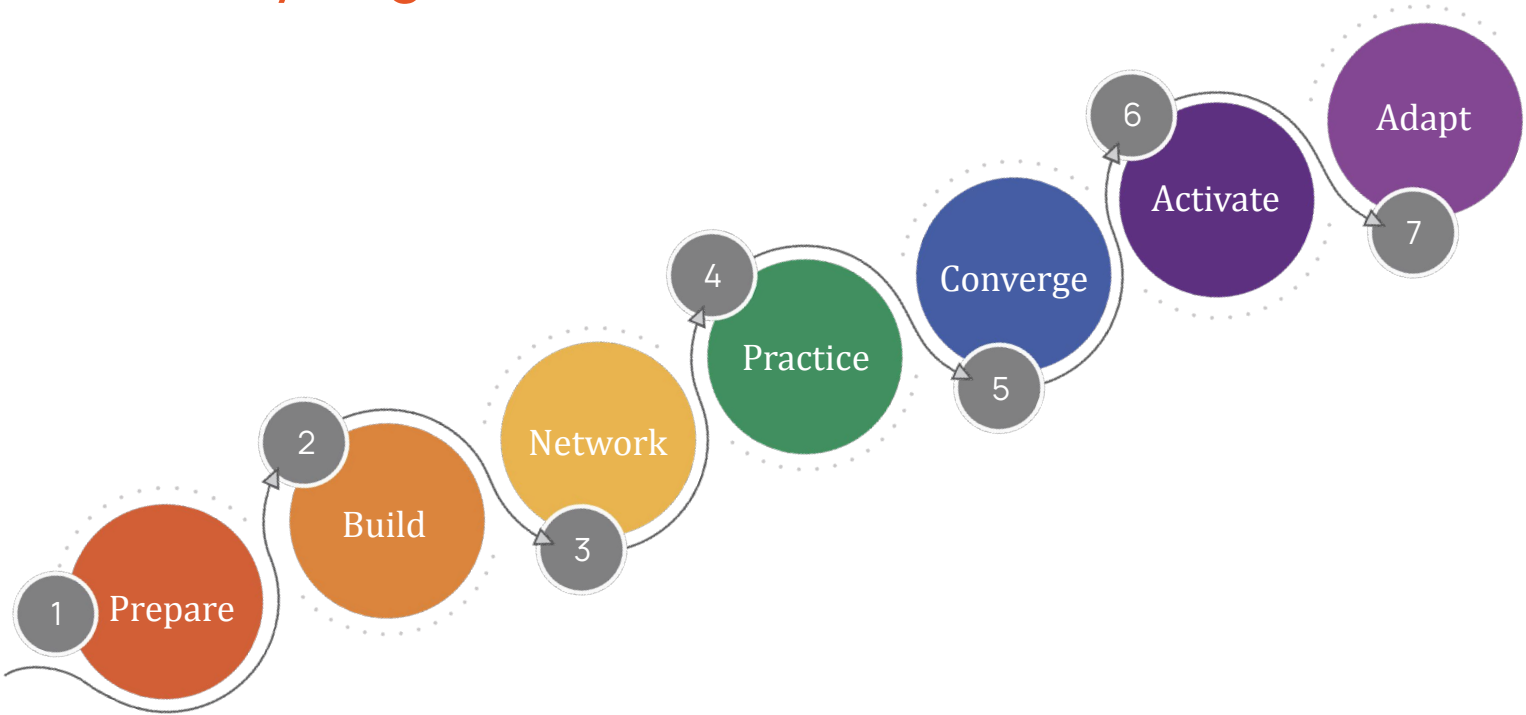 1 Prepare
2 Build
3 Network
4 Practice
5 Converge
6 Activate
7 Adapt